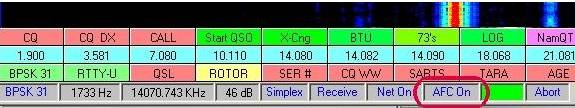 CQ CQ DX CALL Start QSO X-Cng BTU 73's LOG NamQT
1.900 3.581 7.080 10.110 14.080 14.082 14.090 18.068 21.081
BPSK 31 RTTY-U QSL ROTOR SER # CQ WW SARTS TARA AGE
BPSK 31 1733 Hz 14070.743 KHz 46 dB Simplex Receive Net On AFC On Abort